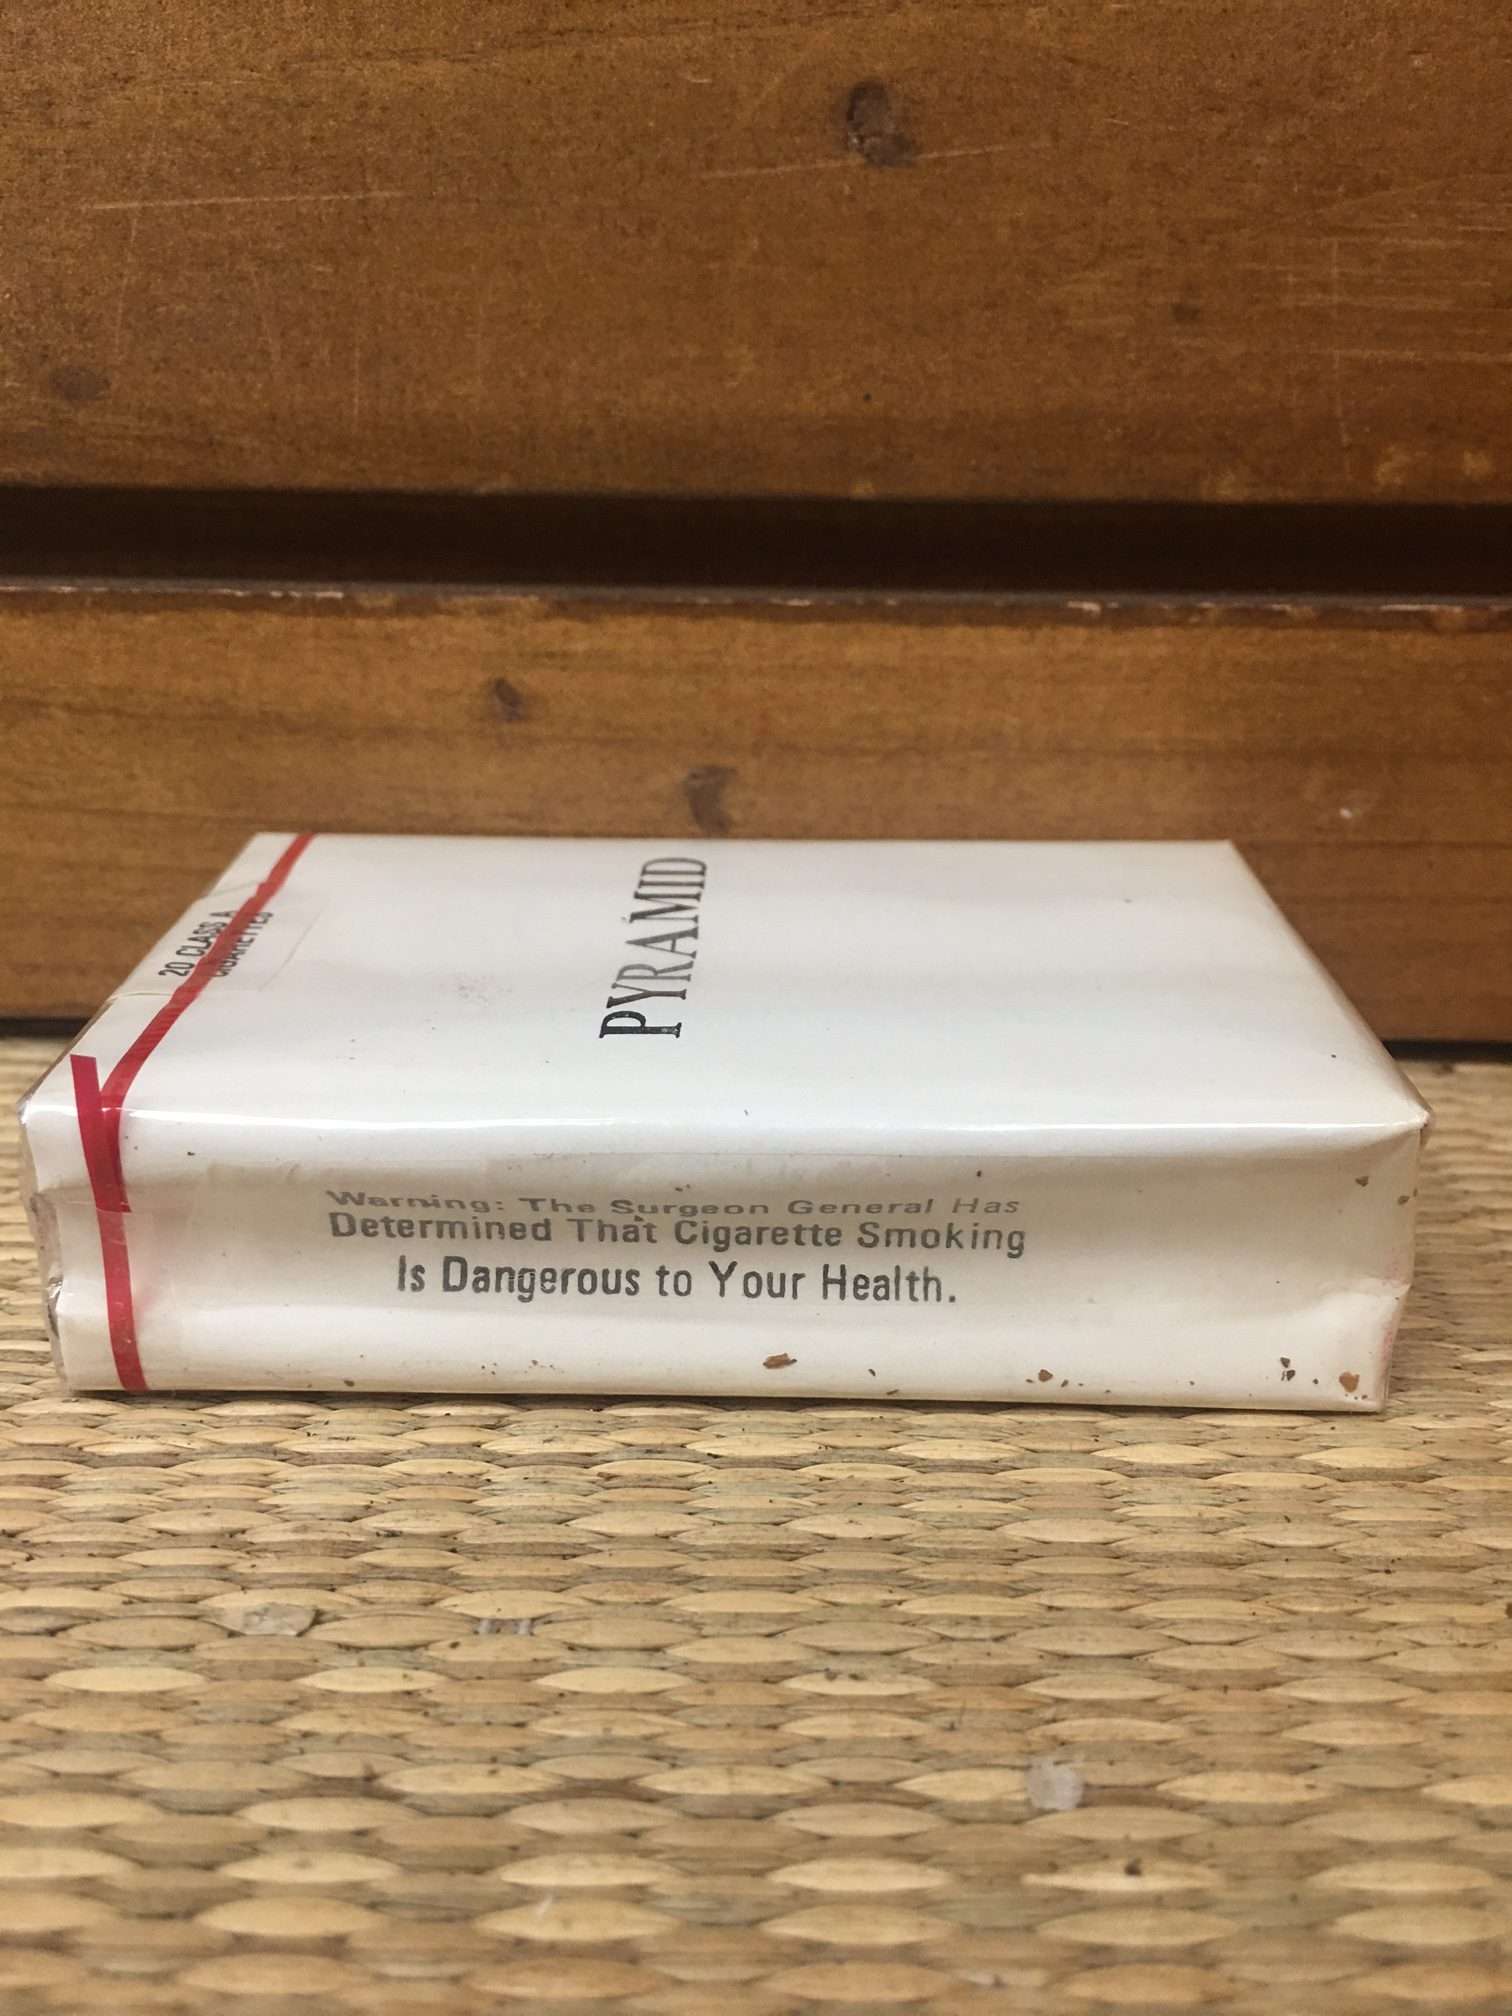 20 CLASS A
CIGARETTES
PYRAMID
Warning: The Surgeon General Has
Determined That Cigarette Smoking
Is Dangerous to Your Health.